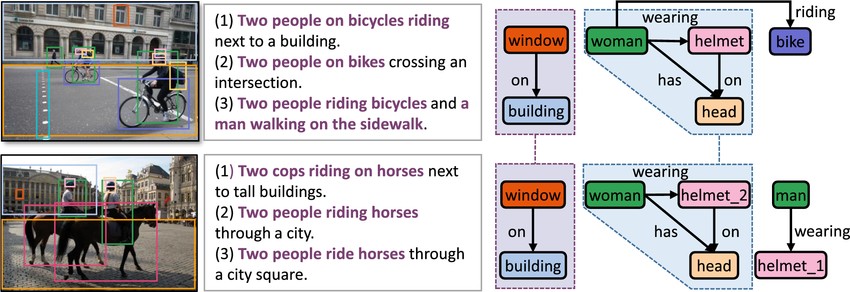 (1) Two people on bicycles riding
next to a building.
(2) Two people on bikes crossing an
intersection.
(3) Two people riding bicycles and a
man walking on the sidewalk.
window
on
building
wearing
woman
helmet
has
on
head
riding
bike
(1) Two cops riding on horses next
to tall buildings.
(2) Two people riding horses
through a city.
(3) Two people ride horses through
a city square.
window
on
building
wearing
woman
helmet_2
has
on
head
man
wearing
helmet_1